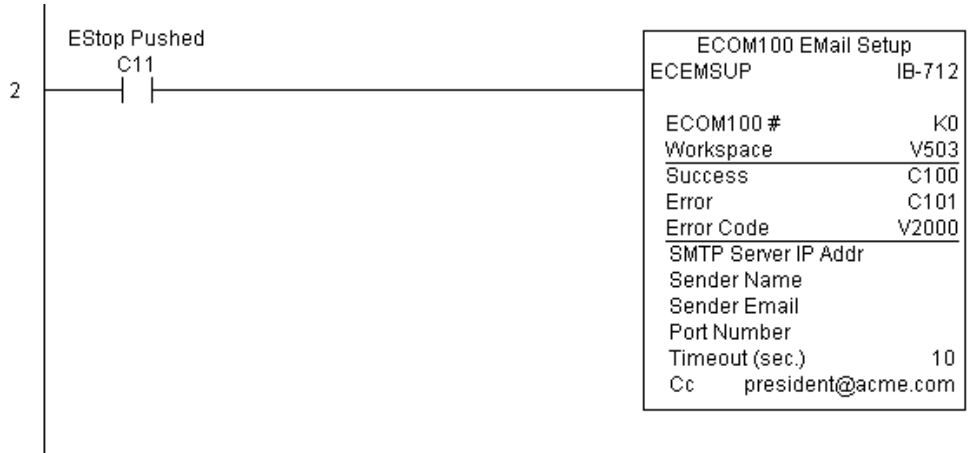 EStop Pushed
C11
2
ECOM100 EMail Setup
ECEMSUP IB-712
ECOM100 # K0
Workspace V503
Success C100
Error C101
Error Code V2000
SMTP Server IP Addr
Sender Name
Sender Email
Port Number
Timeout (sec.) 10
Cc president@acme.com